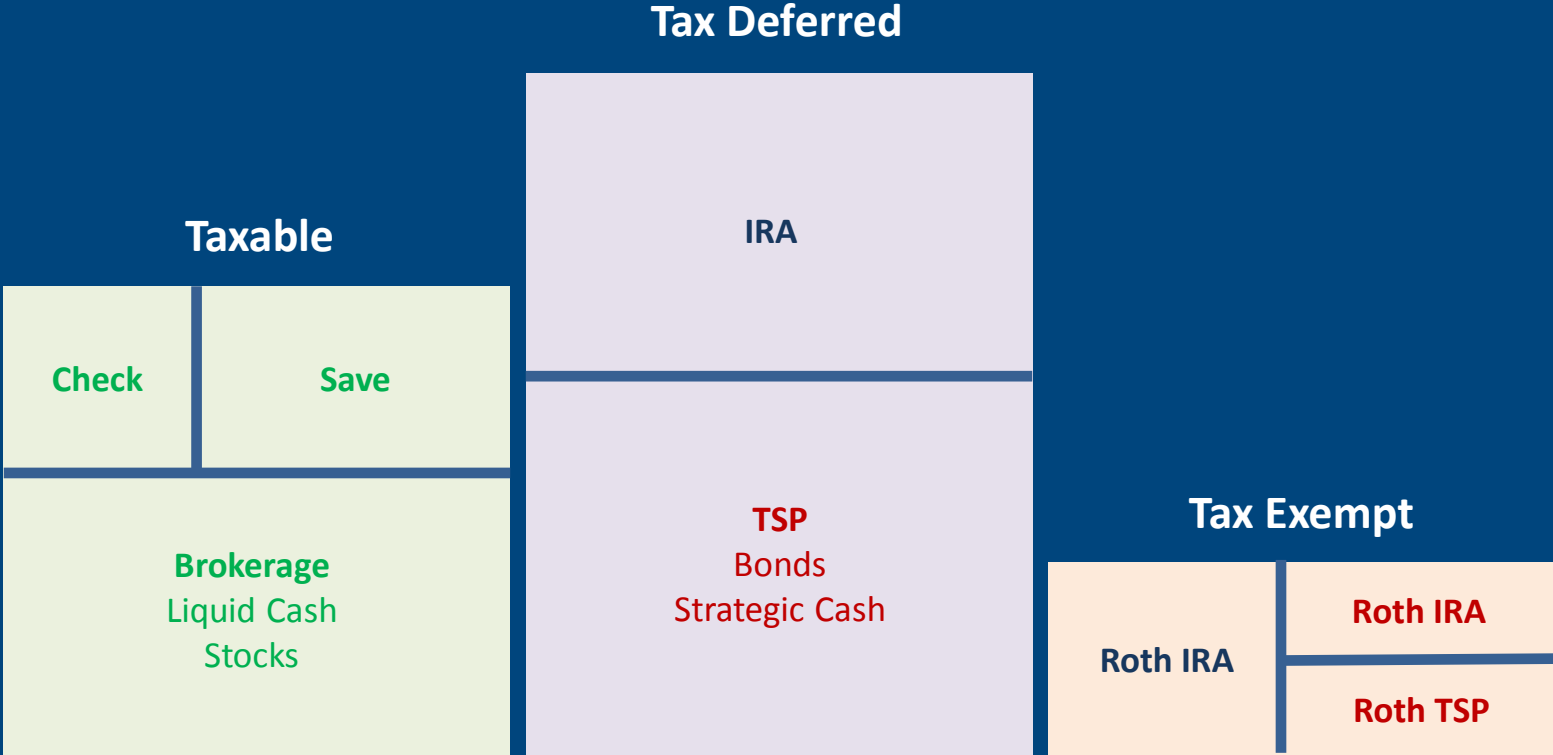 Tax Deferred
IRA
TSP
Bonds
Strategic Cash
Taxable
Check
Save
Brokerage
Liquid Cash
Stocks
Tax Exempt
Roth IRA
Roth IRA
Roth TSP